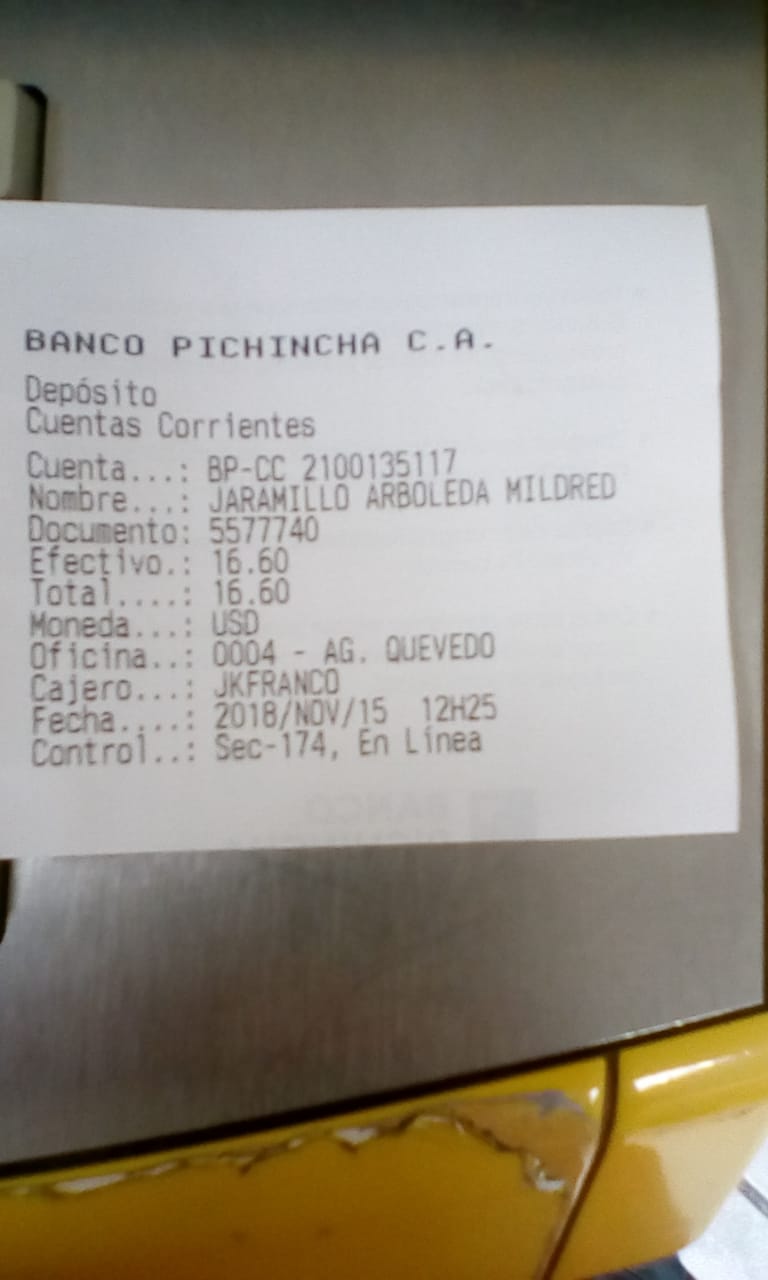 BANCO PICHINCHA C.A.
Depósito
Cuentas Corrientes
Cuenta...: BP-CC 2100135117
Nombre...: JARAMILLO ARBOLEDA MILDRED
Documento: 5577740
Efectivo.: 16.60
Total....: 16.60
Moneda...: USD
Oficina..: 0004 - AG. QUEVEDO
Cajero...: JKFRANCO
Fecha....: 2018/NOV/15 12H25
Control..: Sec-174, En Línea